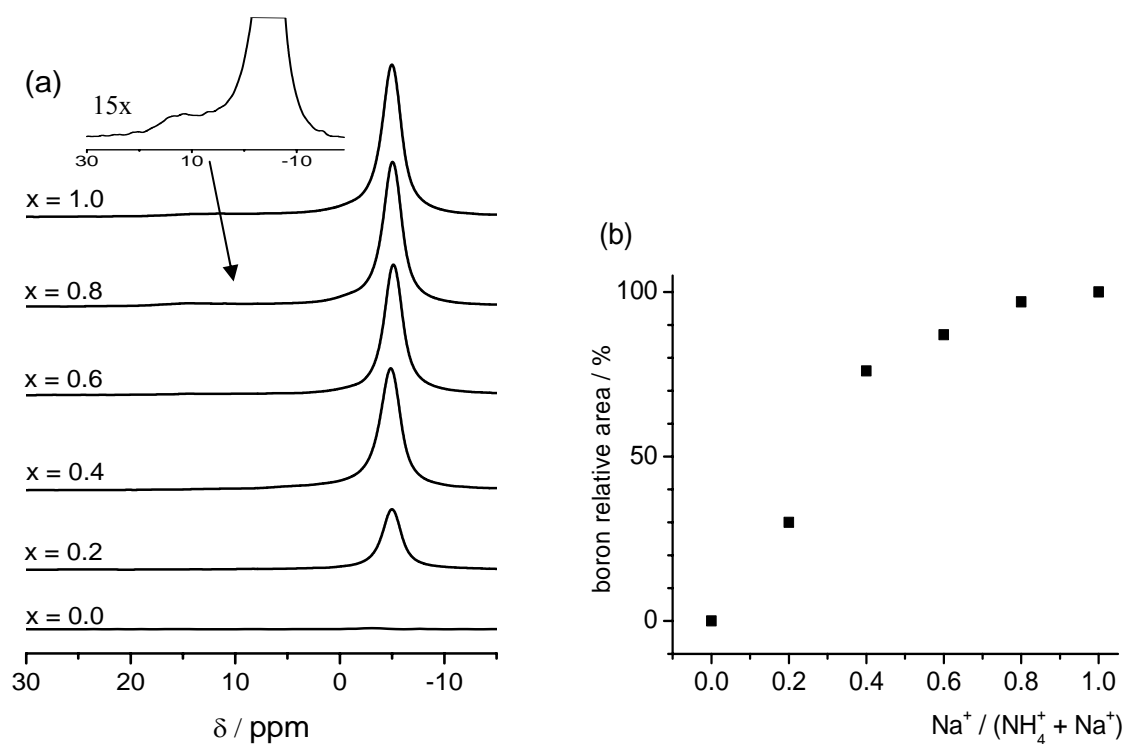 (a)
15x
30 10 -10
x = 1.0
x = 0.8
x = 0.6
x = 0.4
x = 0.2
x = 0.0
30 20 10 0 -10
δ / ppm
(b)
boron relative area / %
100
50
0
0.0 0.2 0.4 0.6 0.8 1.0
Na⁺ / (NH₄⁺ + Na⁺)